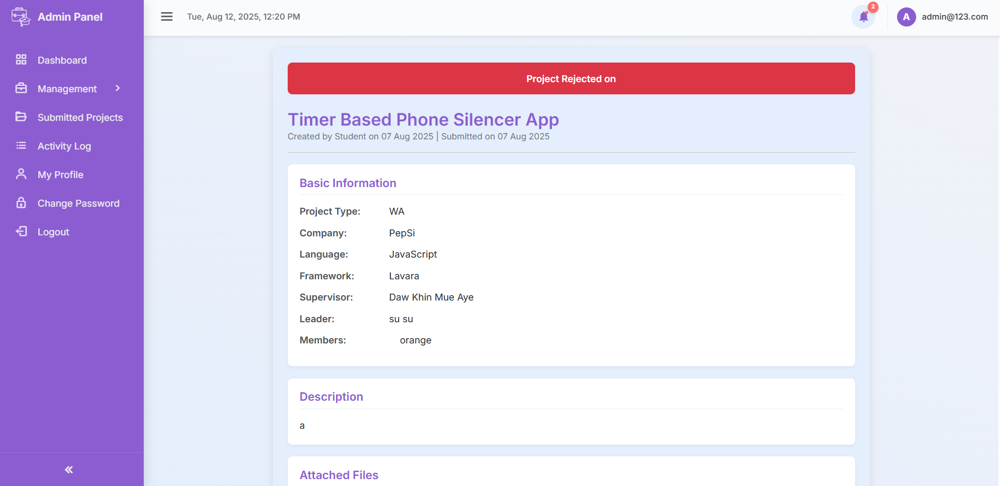 Admin Panel
Tue, Aug 12, 2025, 12:20 PM
2
A
admin@123.com
Dashboard
Management
Submitted Projects
Activity Log
My Profile
Change Password
Logout
Project Rejected on
Timer Based Phone Silencer App
Created by Student on 07 Aug 2025 | Submitted on 07 Aug 2025
Basic Information
Project Type: WA
Company: PepSi
Language: JavaScript
Framework: Lavara
Supervisor: Daw Khin Mue Aye
Leader: su su
Members: orange
Description
a
Attached Files